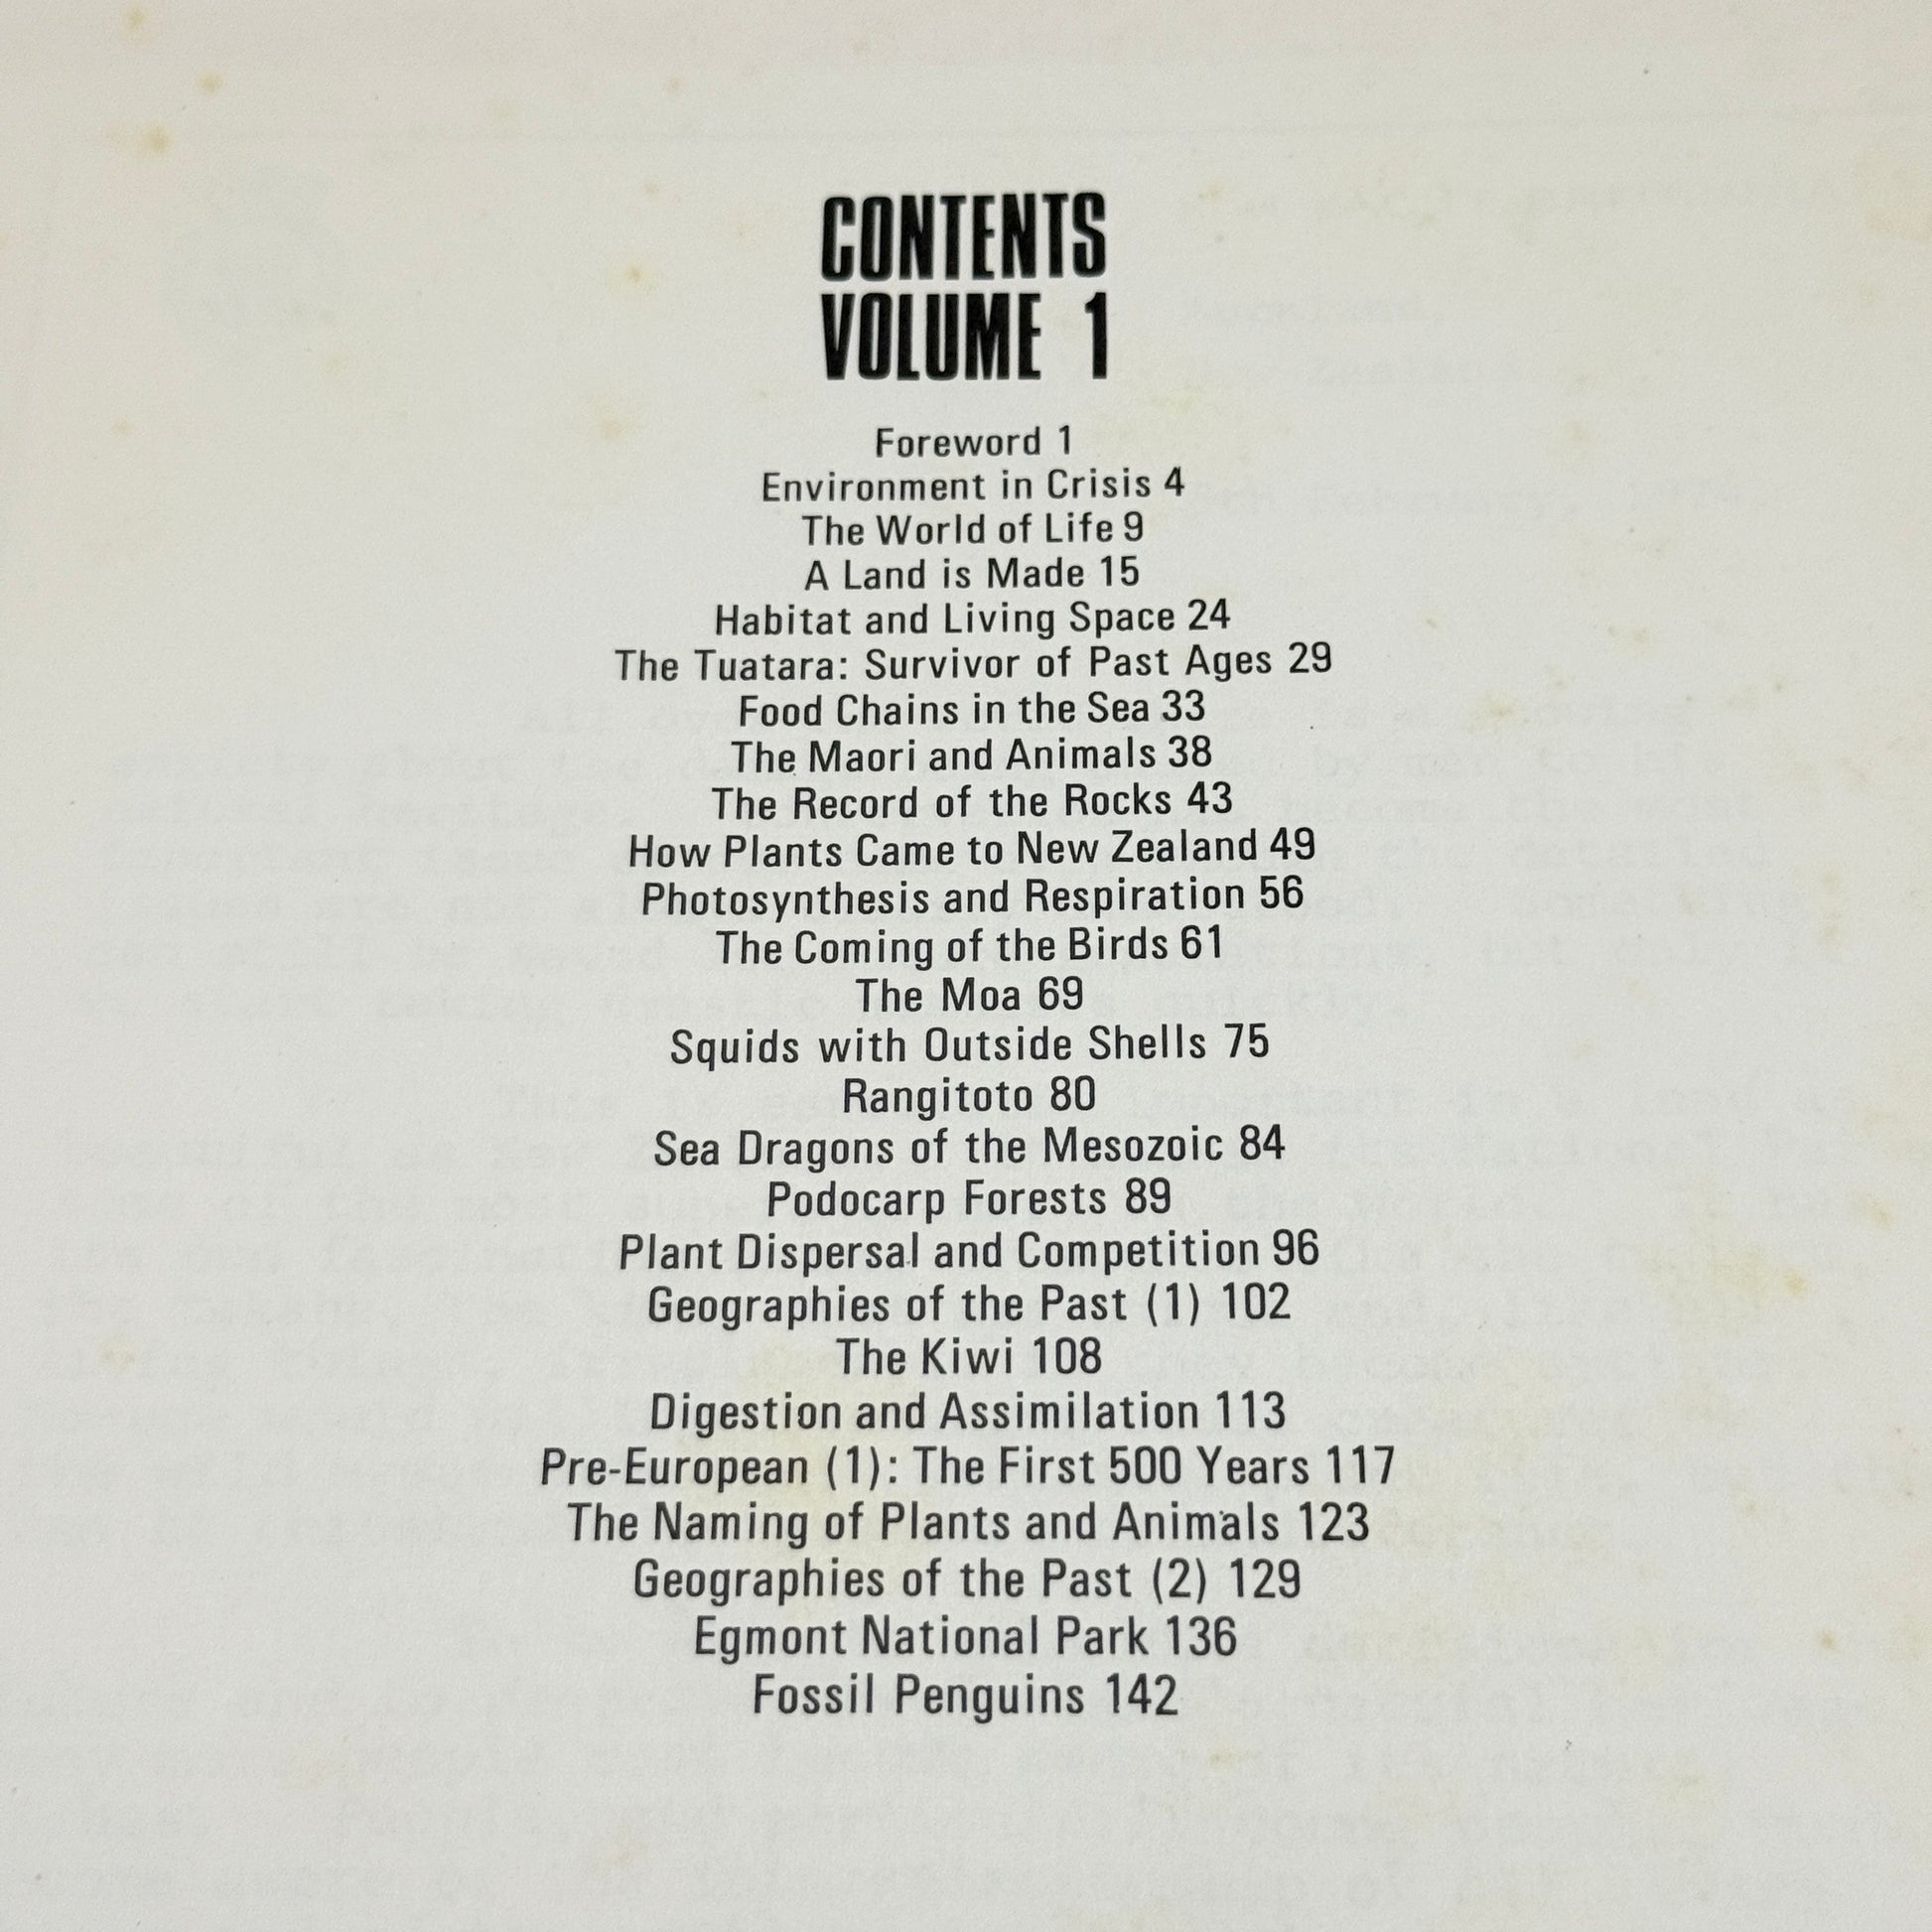 CONTENTS
VOLUME 1
Foreword 1
Environment in Crisis 4
The World of Life 9
A Land is Made 15
Habitat and Living Space 24
The Tuatara: Survivor of Past Ages 29
Food Chains in the Sea 33
The Maori and Animals 38
The Record of the Rocks 43
How Plants Came to New Zealand 49
Photosynthesis and Respiration 56
The Coming of the Birds 61
The Moa 69
Squids with Outside Shells 75
Rangitoto 80
Sea Dragons of the Mesozoic 84
Podocarp Forests 89
Plant Dispersal and Competition 96
Geographies of the Past (1) 102
The Kiwi 108
Digestion and Assimilation 113
Pre-European (1): The First 500 Years 117
The Naming of Plants and Animals 123
Geographies of the Past (2) 129
Egmont National Park 136
Fossil Penguins 142